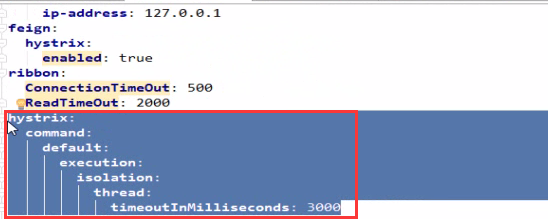 ip-address: 127.0.0.1
feign:
hystrix:
enabled: true
ribbon:
ConnectionTimeOut: 500
ReadTimeOut: 2000
hystrix:
command:
default:
execution:
isolation:
thread:
timeoutInMilliseconds: 3000